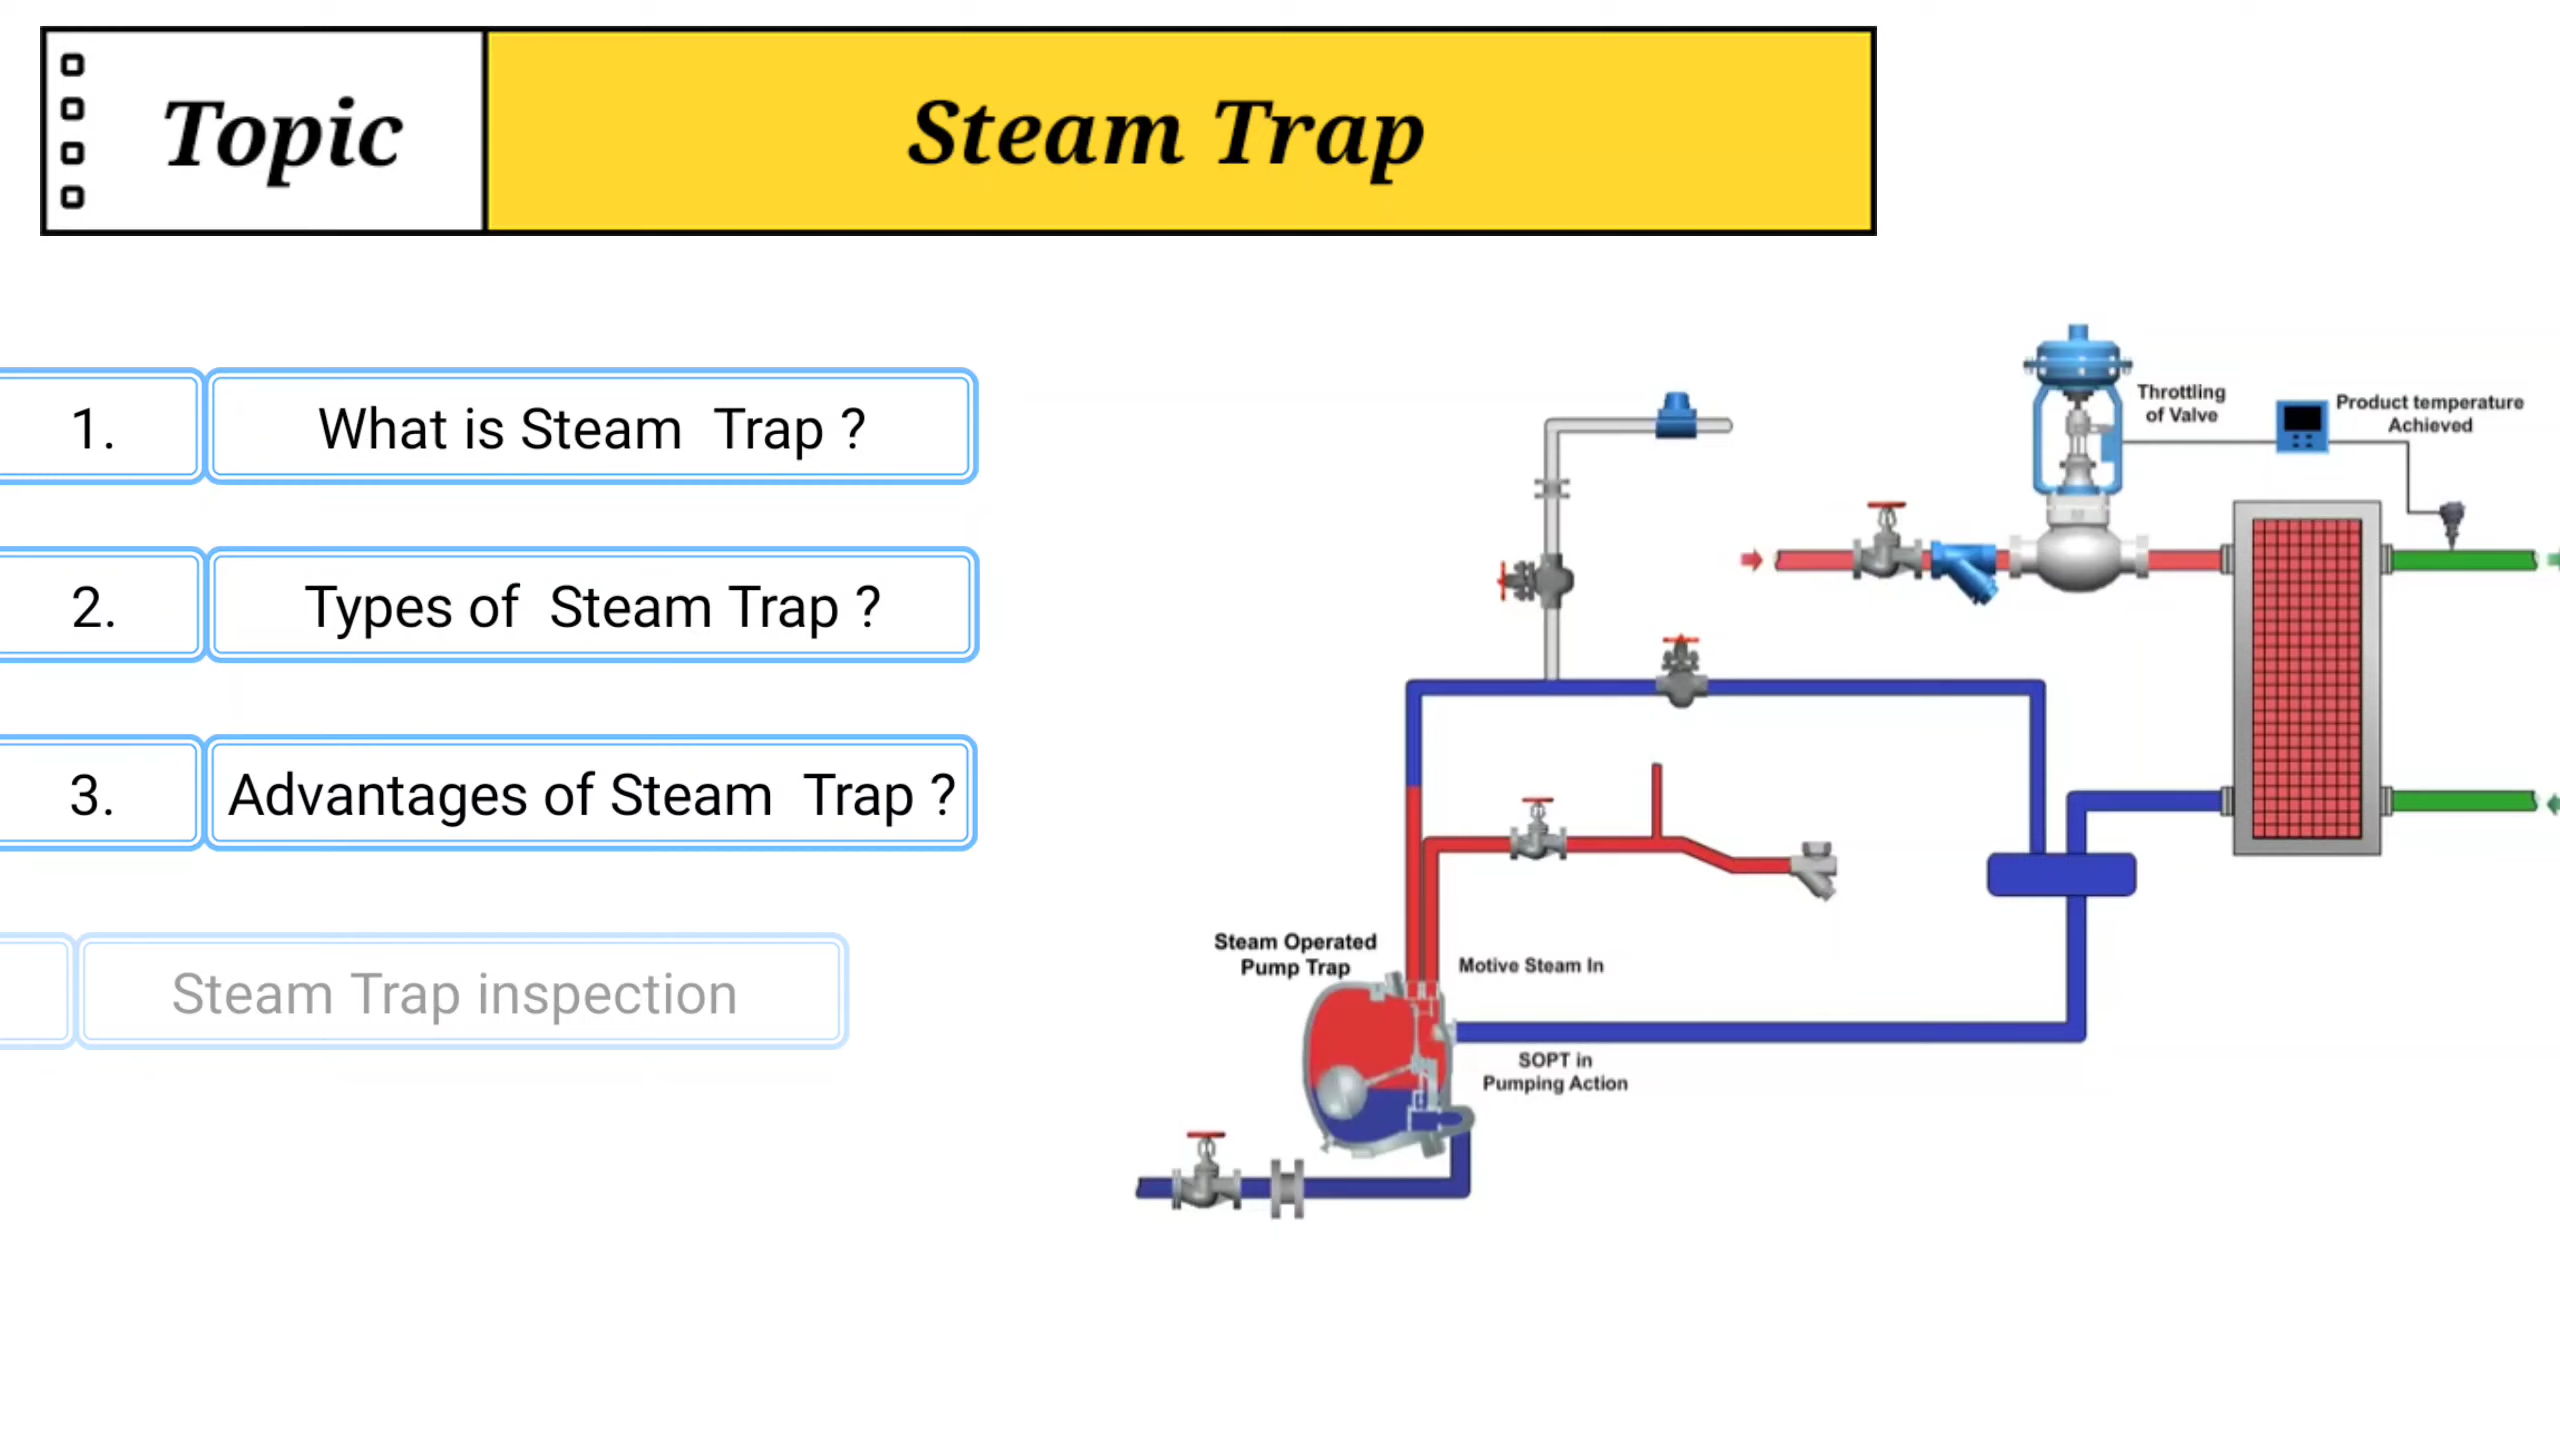 Topic
Steam Trap
1.
What is Steam Trap ?
2.
Types of Steam Trap ?
3.
Advantages of Steam Trap ?
Steam Trap inspection
Throttling
of Valve
Product temperature
Achieved
Steam Operated
Pump Trap
Motive Steam In
SOPT in
Pumping Action